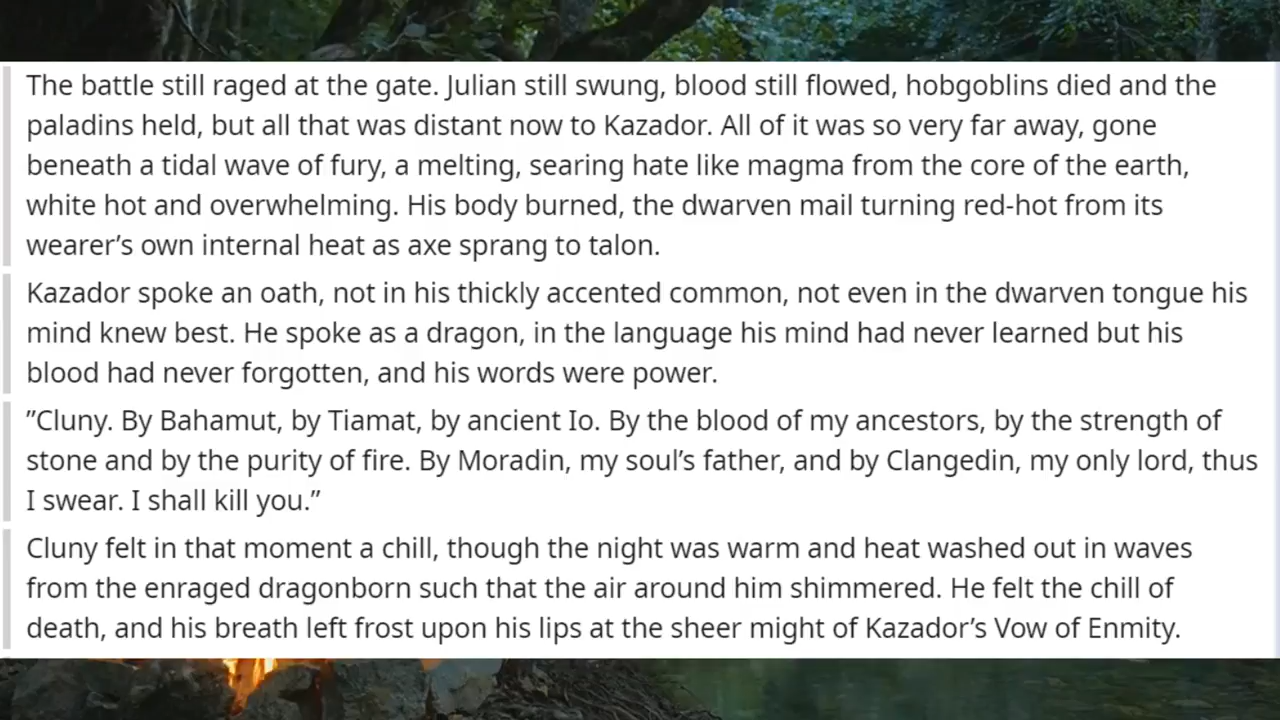 The battle still raged at the gate. Julian still swung, blood still flowed, hobgoblins died and the
paladins held, but all that was distant now to Kazador. All of it was so very far away, gone
beneath a tidal wave of fury, a melting, searing hate like magma from the core of the earth,
white hot and overwhelming. His body burned, the dwarven mail turning red-hot from its
wearer’s own internal heat as axe sprang to talon.
Kazador spoke an oath, not in his thickly accented common, not even in the dwarven tongue his
mind knew best. He spoke as a dragon, in the language his mind had never learned but his
blood had never forgotten, and his words were power.
”Cluny. By Bahamut, by Tiamat, by ancient Io. By the blood of my ancestors, by the strength of
stone and by the purity of fire. By Moradin, my soul’s father, and by Clangedin, my only lord, thus
I swear. I shall kill you.”
Cluny felt in that moment a chill, though the night was warm and heat washed out in waves
from the enraged dragonborn such that the air around him shimmered. He felt the chill of
death, and his breath left frost upon his lips at the sheer might of Kazador’s Vow of Enmity.